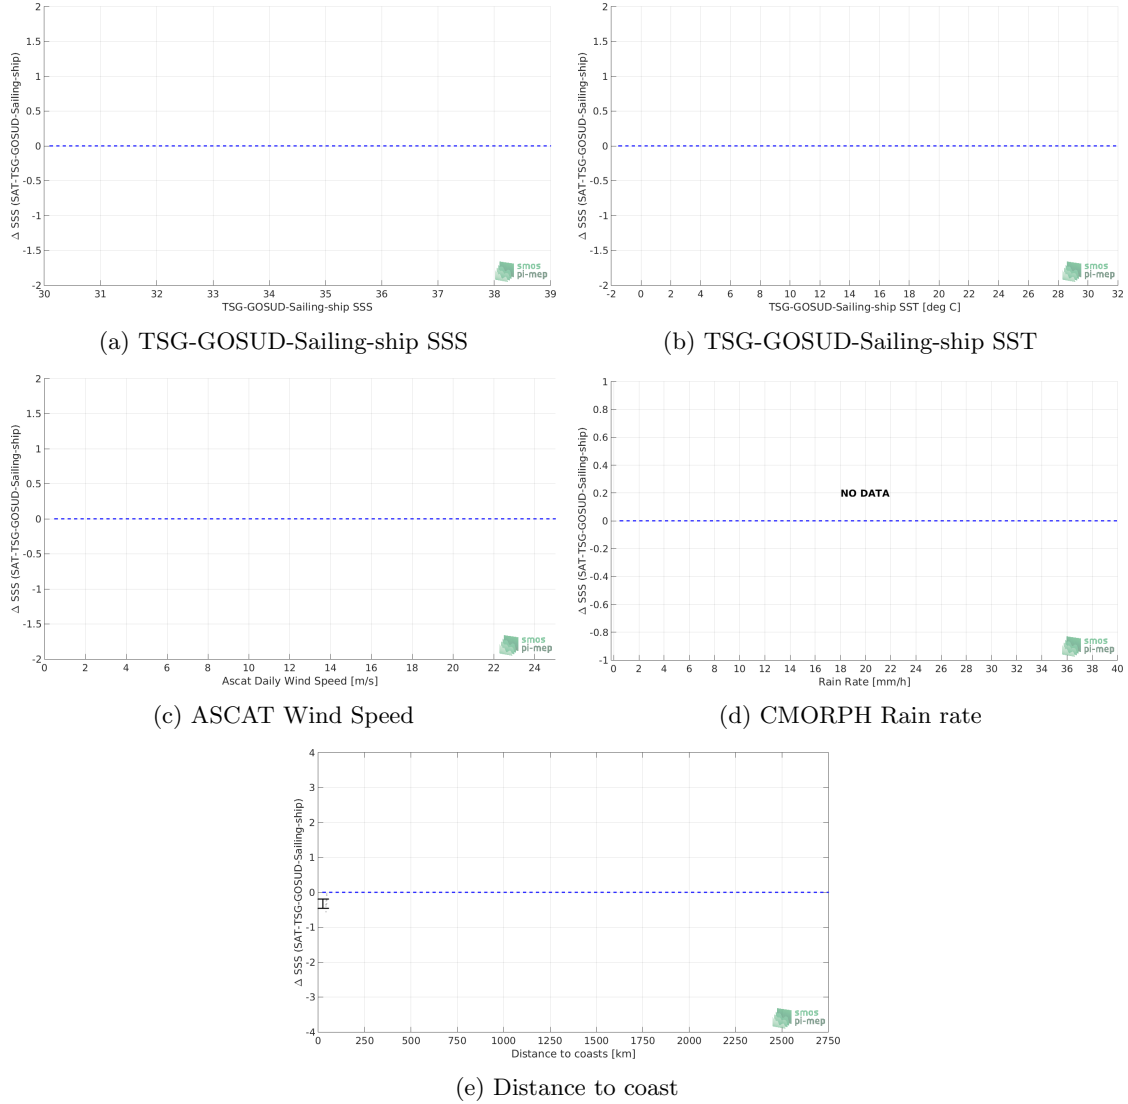 2
1.5
1
0.5
0
-0.5
-1
-1.5
-2
Δ SSS (SAT-TSG-GOSUD-Sailing-ship)
30 31 32 33 34 35 36 37 38 39
TSG-GOSUD-Sailing-ship SSS
smos
pi-mep
(a) TSG-GOSUD-Sailing-ship SSS
2
1.5
1
0.5
0
-0.5
-1
-1.5
-2
Δ SSS (SAT-TSG-GOSUD-Sailing-ship)
-2 0 2 4 6 8 10 12 14 16 18 20 22 24 26 28 30 32
TSG-GOSUD-Sailing-ship SST [deg C]
smos
pi-mep
(b) TSG-GOSUD-Sailing-ship SST
2
1.5
1
0.5
0
-0.5
-1
-1.5
-2
Δ SSS (SAT-TSG-GOSUD-Sailing-ship)
0 2 4 6 8 10 12 14 16 18 20 22 24
Ascat Daily Wind Speed [m/s]
smos
pi-mep
(c) ASCAT Wind Speed
1
0.8
0.6
0.4
0.2
0
-0.2
-0.4
-0.6
-0.8
-1
Δ SSS (SAT-TSG-GOSUD-Sailing-ship)
NO DATA
0 2 4 6 8 10 12 14 16 18 20 22 24 26 28 30 32 34 36 38 40
Rain Rate [mm/h]
smos
pi-mep
(d) CMORPH Rain rate
4
3
2
1
0
-1
-2
-3
-4
Δ SSS (SAT-TSG-GOSUD-Sailing-ship)
0 250 500 750 1000 1250 1500 1750 2000 2250 2500 2750
Distance to coasts [km]
smos
pi-mep
(e) Distance to coast